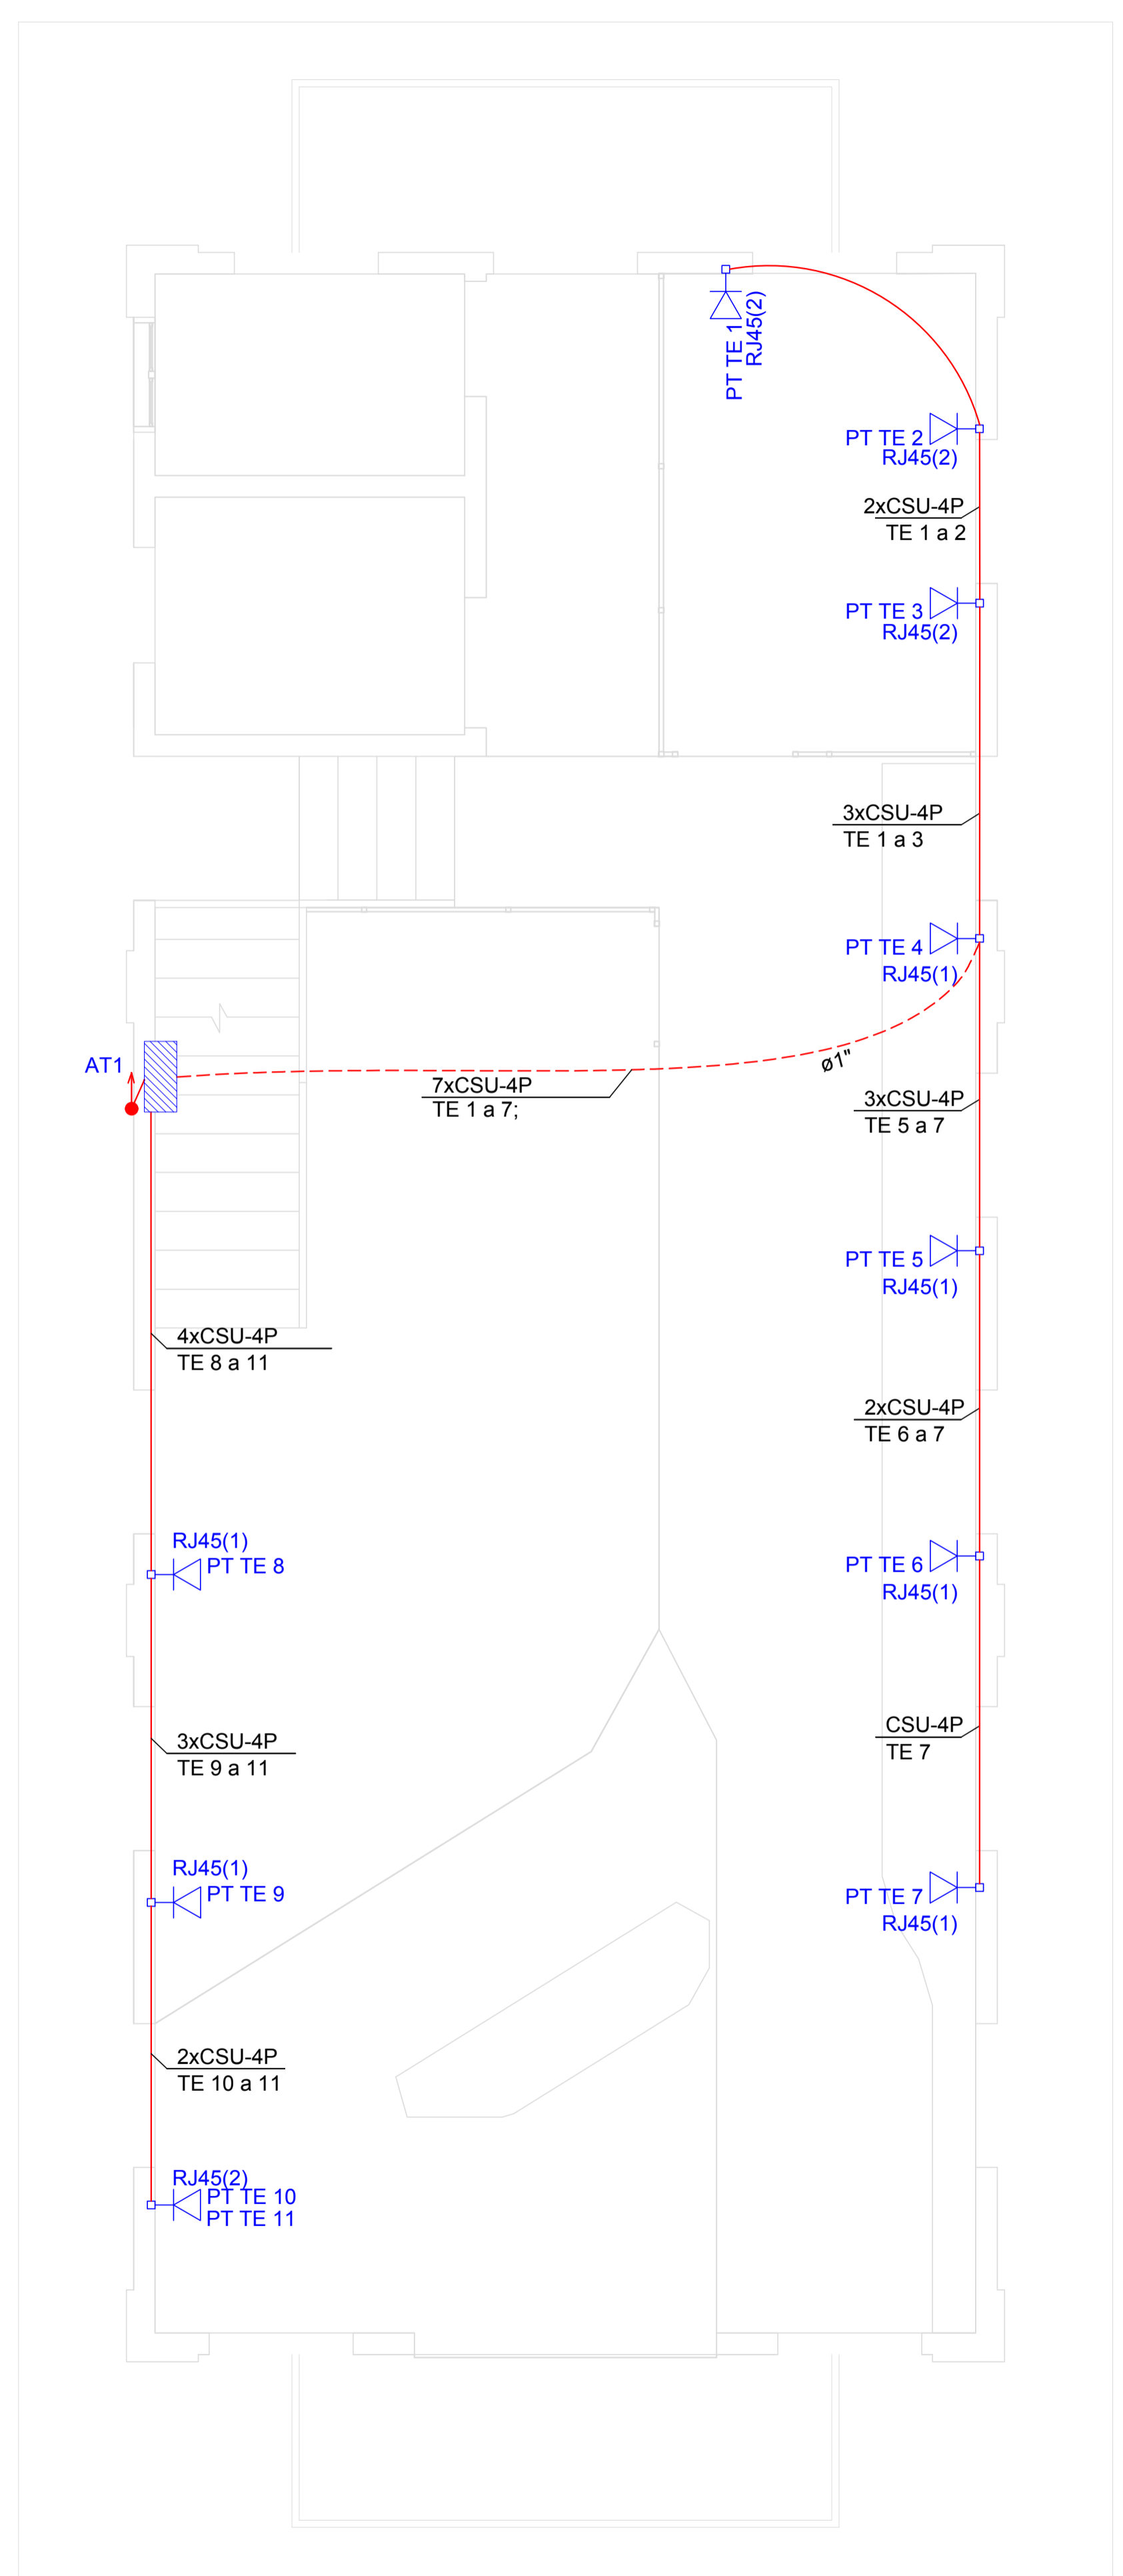 PT TE 1
RJ45(2)
PT TE 2
RJ45(2)
2xCSU-4P
TE 1 a 2
PT TE 3
RJ45(2)
3xCSU-4P
TE 1 a 3
PT TE 4
RJ45(1)
AT1
ø1"
7xCSU-4P
TE 1 a 7;
3xCSU-4P
TE 5 a 7
PT TE 5
RJ45(1)
4xCSU-4P
TE 8 a 11
2xCSU-4P
TE 6 a 7
RJ45(1)
PT TE 8
PT TE 6
RJ45(1)
CSU-4P
TE 7
3xCSU-4P
TE 9 a 11
RJ45(1)
PT TE 9
PT TE 7
RJ45(1)
2xCSU-4P
TE 10 a 11
RJ45(2)
PT TE 10
PT TE 11